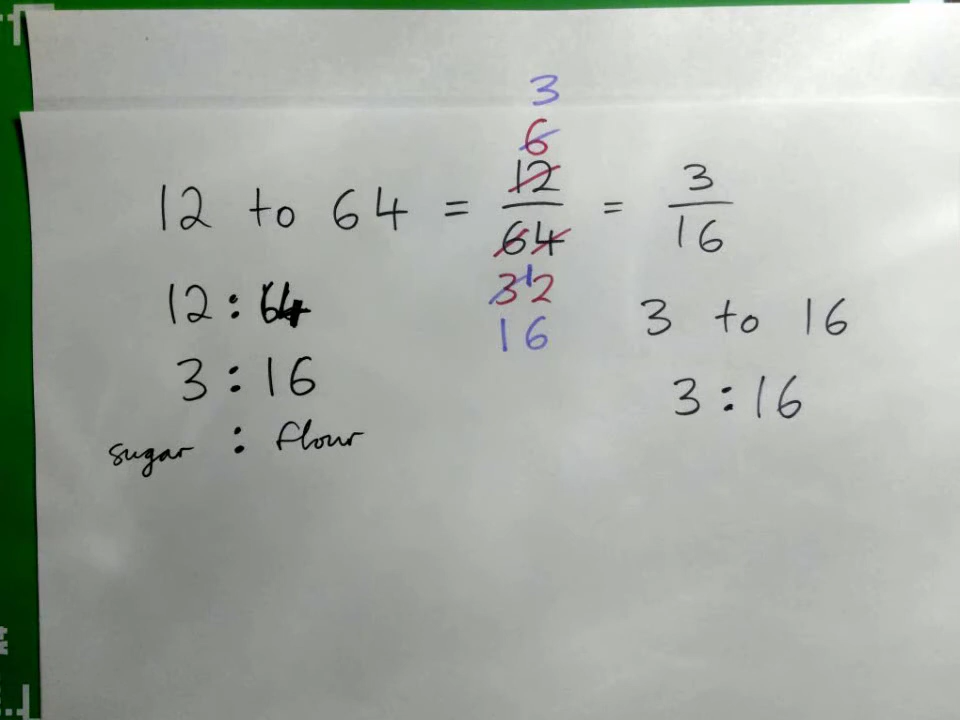 3
6
12 to 64 = 12/64 = 3/16
32
16
12 : 64
3 to 16
3 : 16
3 : 16
sugar : flour